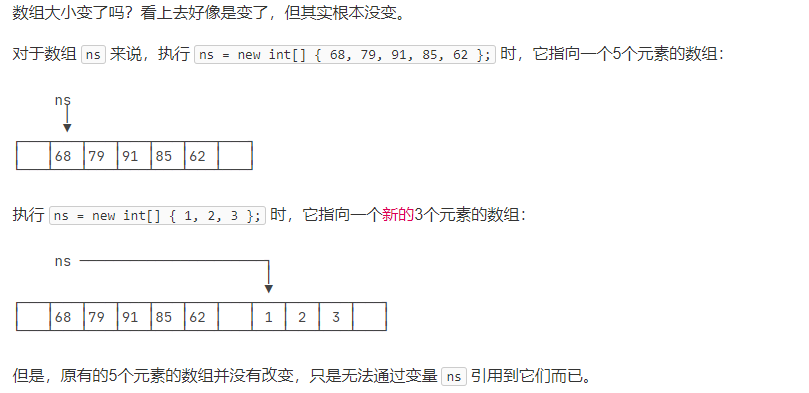 数组大小变了吗？看上去好像是变了，但其实根本没变。
对于数组 ns 来说，执行 ns = new int[] { 68, 79, 91, 85, 62 }; 时，它指向一个5个元素的数组：
ns
68 79 91 85 62
执行 ns = new int[] { 1, 2, 3 }; 时，它指向一个新的3个元素的数组：
ns
68 79 91 85 62 1 2 3
但是，原有的5个元素的数组并没有改变，只是无法通过变量 ns 引用到它们而已。